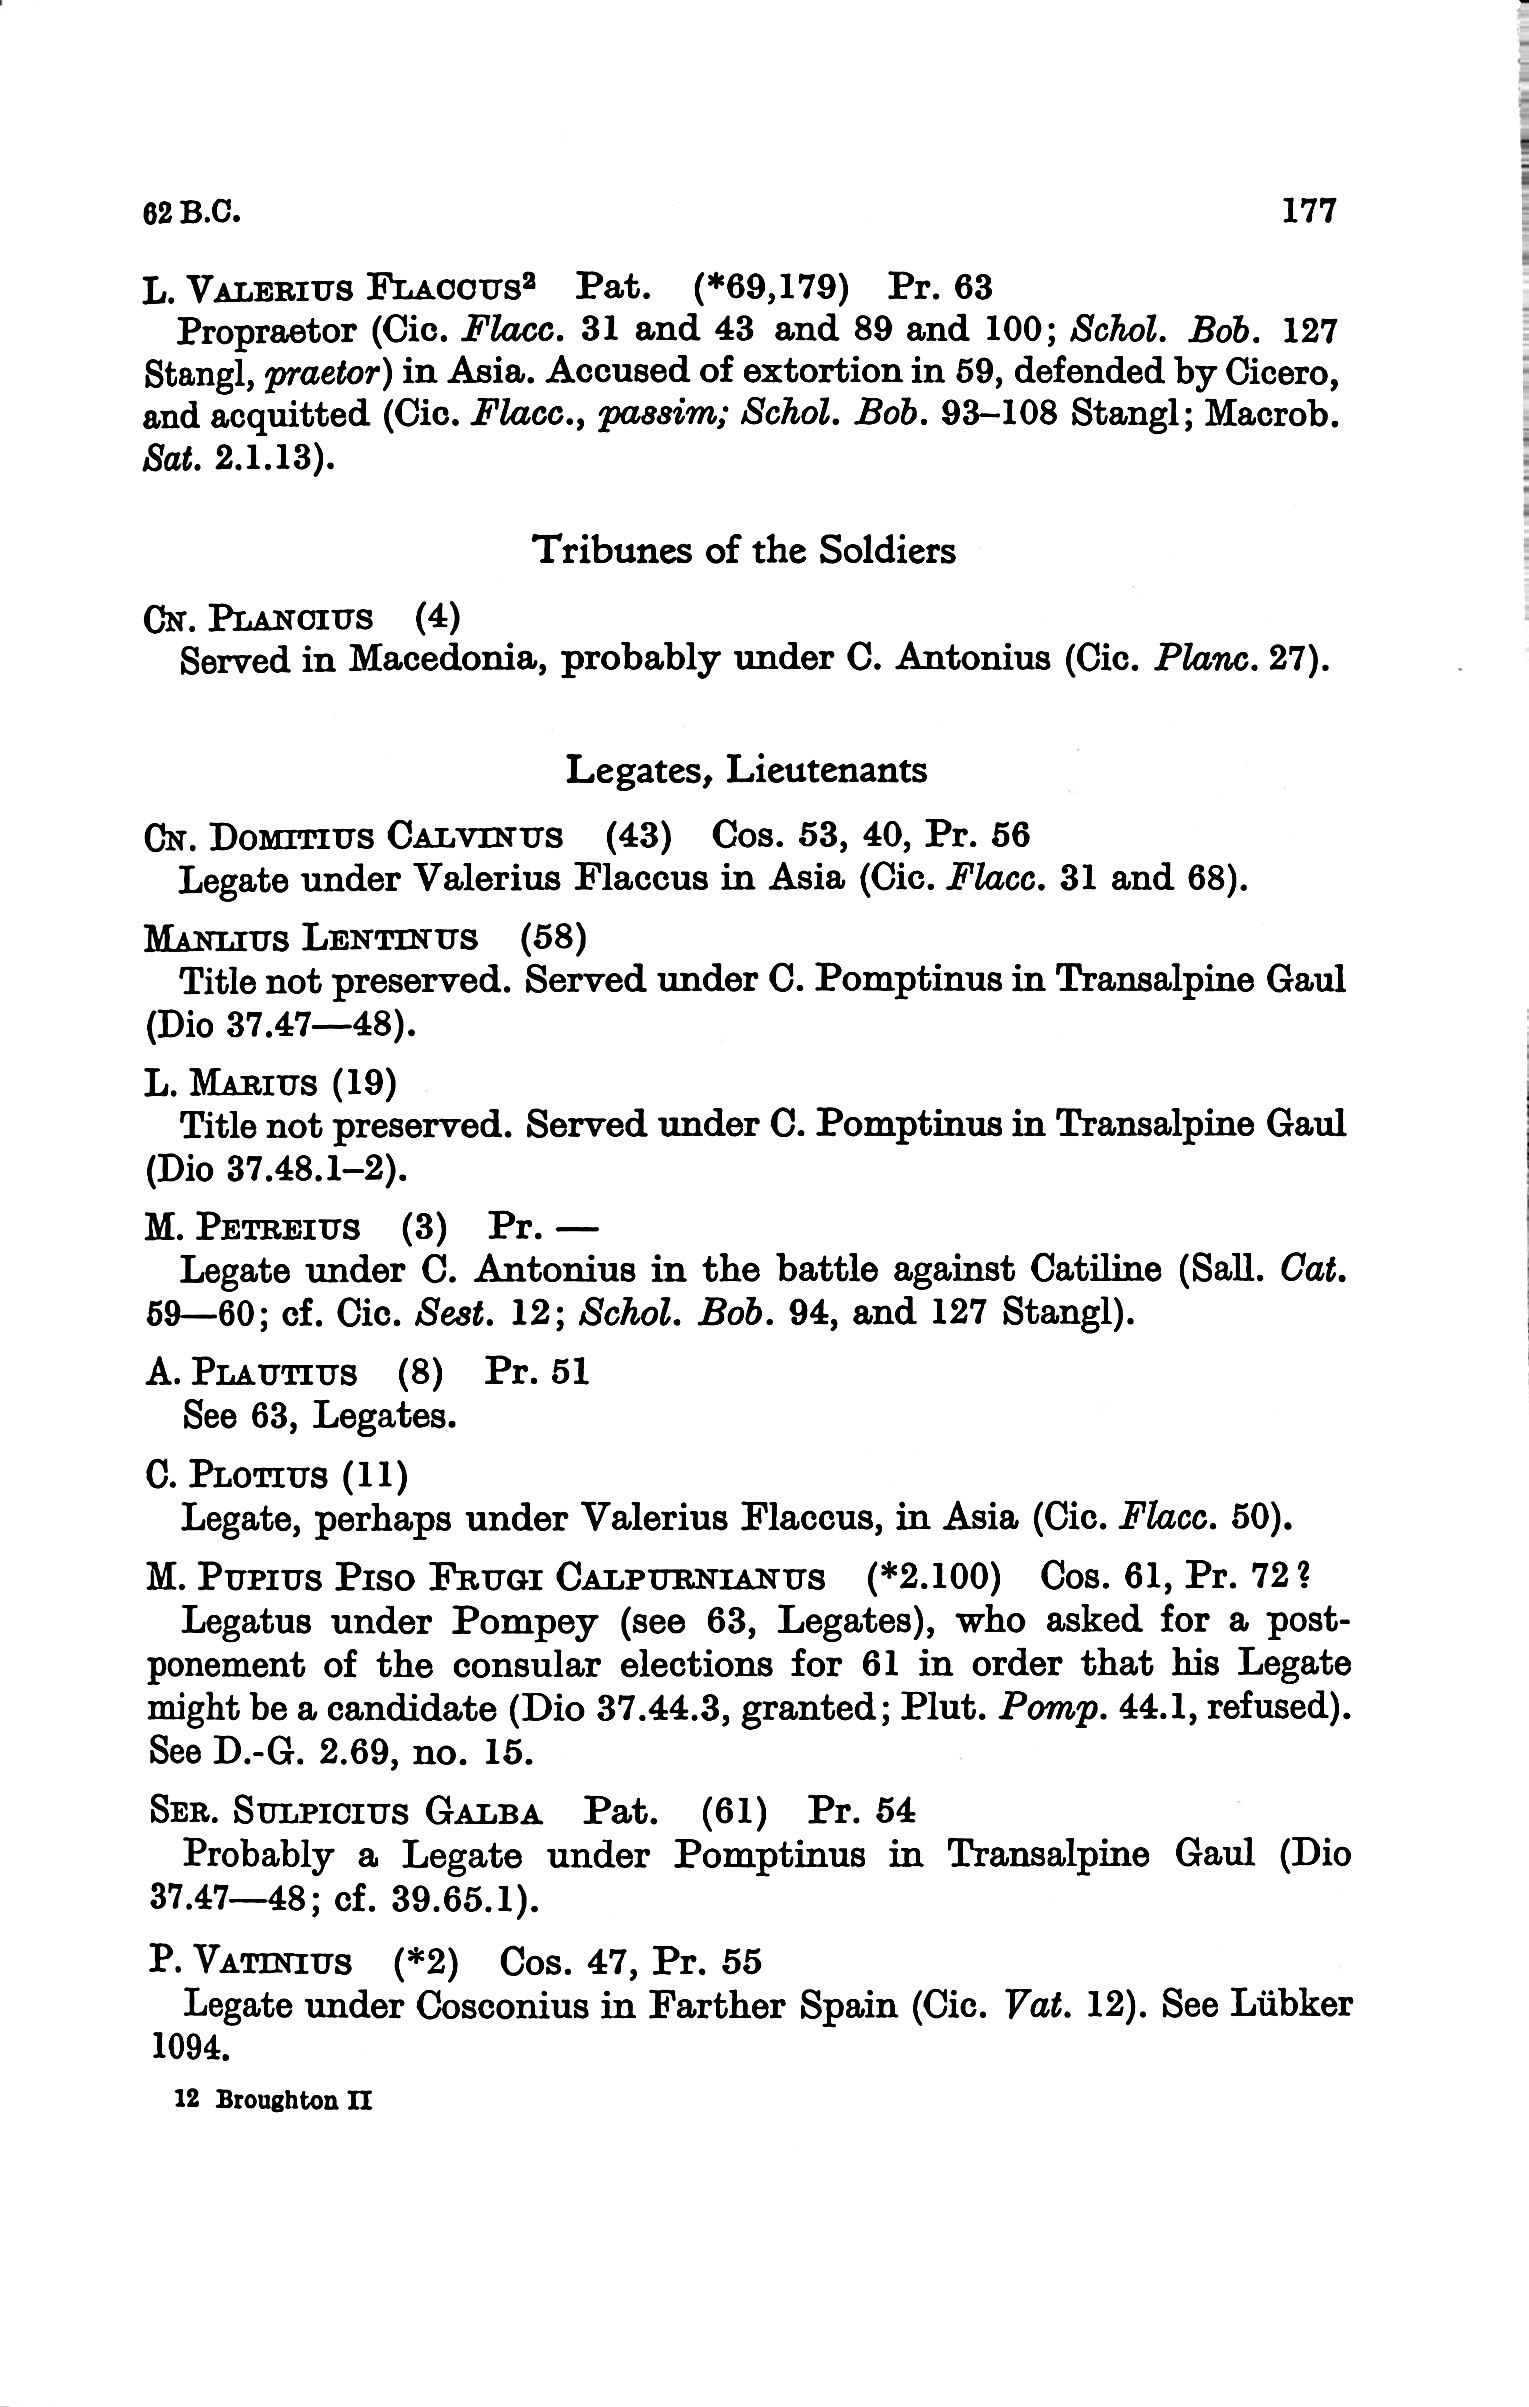 62 B.C. 177
L. VALERIUS FLACCUS² Pat. (*69,179) Pr. 63
Propraetor (Cic. Flacc. 31 and 43 and 89 and 100; Schol. Bob. 127
Stangl, praetor) in Asia. Accused of extortion in 59, defended by Cicero,
and acquitted (Cic. Flacc., passim; Schol. Bob. 93–108 Stangl; Macrob.
Sat. 2.1.13).
Tribunes of the Soldiers
CN. PLANCIUS (4)
Served in Macedonia, probably under C. Antonius (Cic. Planc. 27).
Legates, Lieutenants
CN. DOMITIUS CALVINUS (43) Cos. 53, 40, Pr. 56
Legate under Valerius Flaccus in Asia (Cic. Flacc. 31 and 68).
MANLIUS LENTINUS (58)
Title not preserved. Served under C. Pomptinus in Transalpine Gaul
(Dio 37.47—48).
L. MARIUS (19)
Title not preserved. Served under C. Pomptinus in Transalpine Gaul
(Dio 37.48.1–2).
M. PETREIUS (3) Pr. —
Legate under C. Antonius in the battle against Catiline (Sall. Cat.
59—60; cf. Cic. Sest. 12; Schol. Bob. 94, and 127 Stangl).
A. PLAUTIUS (8) Pr. 51
See 63, Legates.
C. PLOTIUS (11)
Legate, perhaps under Valerius Flaccus, in Asia (Cic. Flacc. 50).
M. PUPIUS PISO FRUGI CALPURNIANUS (*2.100) Cos. 61, Pr. 72?
Legatus under Pompey (see 63, Legates), who asked for a post-
ponement of the consular elections for 61 in order that his Legate
might be a candidate (Dio 37.44.3, granted; Plut. Pomp. 44.1, refused).
See D.-G. 2.69, no. 15.
SER. SULPICIUS GALBA Pat. (61) Pr. 54
Probably a Legate under Pomptinus in Transalpine Gaul (Dio
37.47—48; cf. 39.65.1).
P. VATINIUS (*2) Cos. 47, Pr. 55
Legate under Cosconius in Farther Spain (Cic. Vat. 12). See Lübker
1094.
12 Broughton II